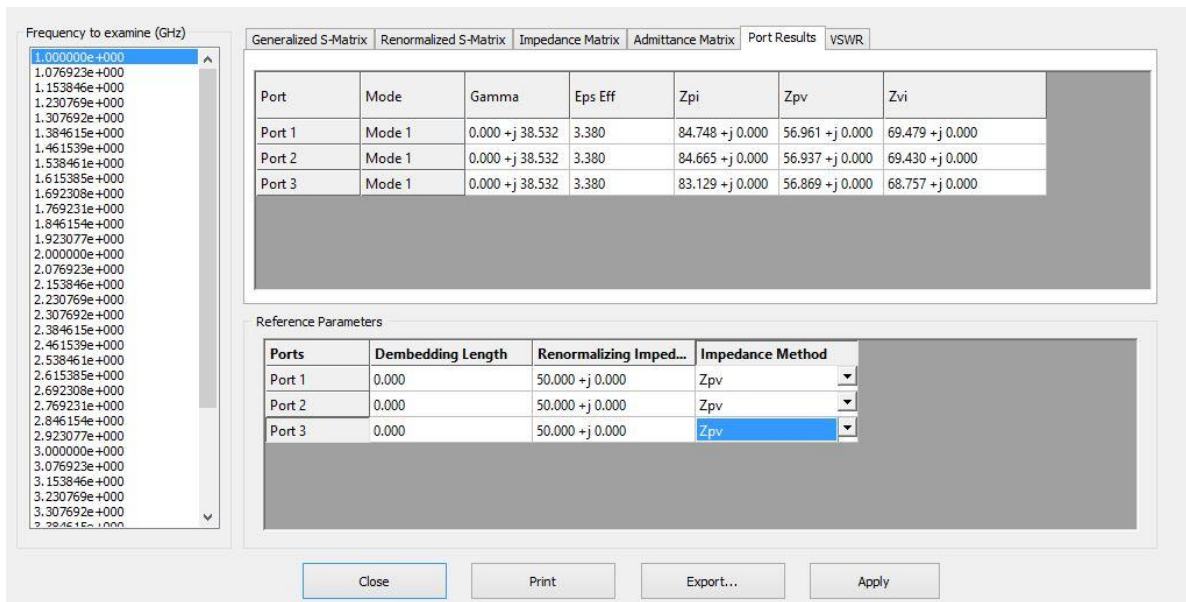 Frequency to examine (GHz)
1.000000e+000
1.076923e+000
1.153846e+000
1.230769e+000
1.307692e+000
1.384615e+000
1.461539e+000
1.538461e+000
1.615385e+000
1.692308e+000
1.769231e+000
1.846154e+000
1.923077e+000
2.000000e+000
2.076923e+000
2.153846e+000
2.230769e+000
2.307692e+000
2.384615e+000
2.461539e+000
2.538461e+000
2.615385e+000
2.692308e+000
2.769231e+000
2.846154e+000
2.923077e+000
3.000000e+000
3.076923e+000
3.153846e+000
3.230769e+000
3.307692e+000
Generalized S-Matrix Renormalized S-Matrix Impedance Matrix Admittance Matrix Port Results VSWR
Port Mode Gamma Eps Eff Zpi Zpv Zvi
Port 1 Mode 1 0.000 +j 38.532 3.380 84.748 +j 0.000 56.961 +j 0.000 69.479 +j 0.000
Port 2 Mode 1 0.000 +j 38.532 3.380 84.665 +j 0.000 56.937 +j 0.000 69.430 +j 0.000
Port 3 Mode 1 0.000 +j 38.532 3.380 83.129 +j 0.000 56.869 +j 0.000 68.757 +j 0.000
Reference Parameters
Ports Dembedding Length Renormalizing Imped... Impedance Method
Port 1 0.000 50.000 +j 0.000 Zpv
Port 2 0.000 50.000 +j 0.000 Zpv
Port 3 0.000 50.000 +j 0.000 Zpv
Close Print Export... Apply